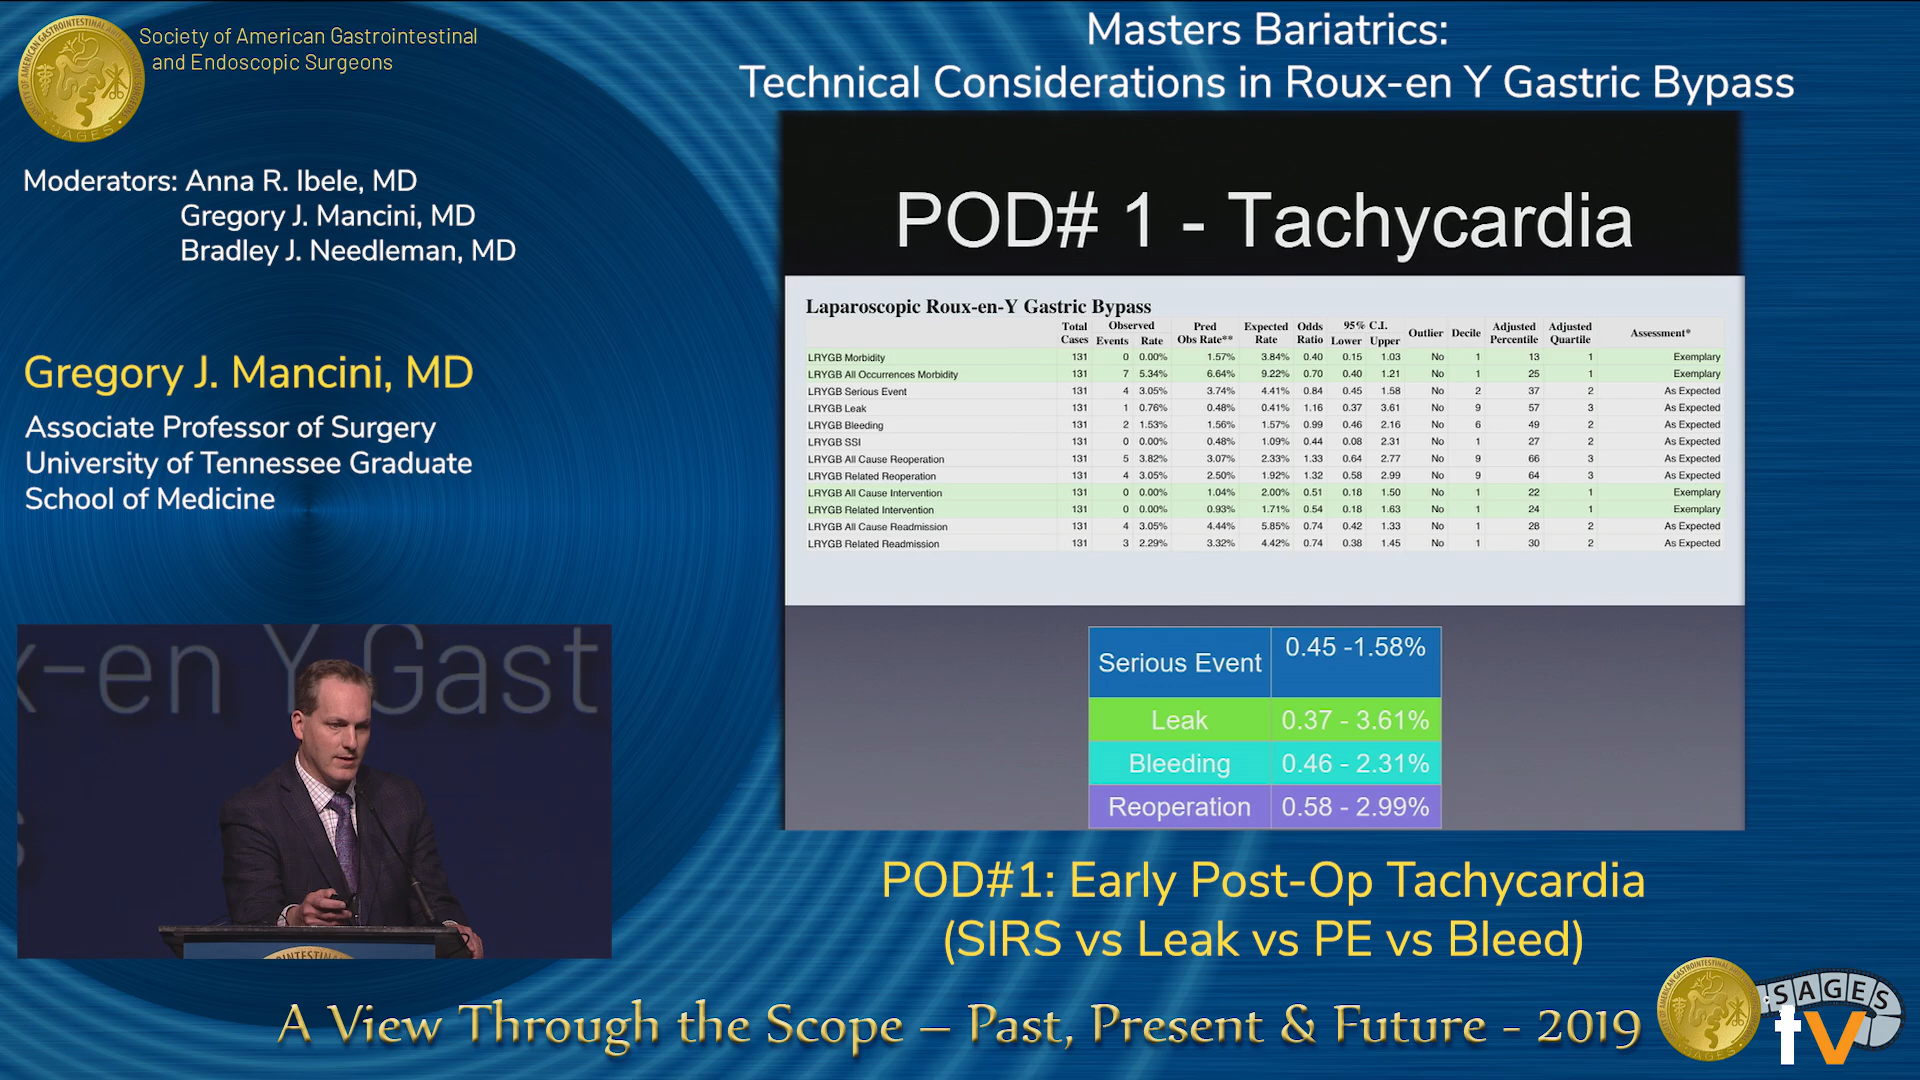 Society of American Gastrointestinal
and Endoscopic Surgeons
Masters Bariatrics:
Technical Considerations in Roux-en Y Gastric Bypass
Moderators: Anna R. Ibele, MD
Gregory J. Mancini, MD
Bradley J. Needleman, MD
Gregory J. Mancini, MD
Associate Professor of Surgery
University of Tennessee Graduate
School of Medicine
POD# 1 - Tachycardia
Laparoscopic Roux-en-Y Gastric Bypass
Total Observed Pred Expected Odds 95% C.I. Outlier Decile Adjusted Adjusted Assessment*
Cases Events Rate Obs Rate** Rate Ratio Lower Upper Percentile Quartile
LRYGB Morbidity 131 0 0.00% 1.57% 3.84% 0.40 0.15 1.03 No 1 13 1 Exemplary
LRYGB All Occurrences Morbidity 131 7 5.34% 6.64% 9.22% 0.70 0.40 1.21 No 1 25 1 Exemplary
LRYGB Serious Event 131 4 3.05% 3.74% 4.41% 0.84 0.45 1.58 No 2 37 2 As Expected
LRYGB Leak 131 1 0.76% 0.48% 0.41% 1.16 0.37 3.61 No 9 57 3 As Expected
LRYGB Bleeding 131 2 1.53% 1.56% 1.57% 0.99 0.46 2.16 No 6 49 2 As Expected
LRYGB SSI 131 0 0.00% 0.48% 1.09% 0.44 0.08 2.31 No 1 27 2 As Expected
LRYGB All Cause Reoperation 131 5 3.82% 3.07% 2.33% 1.33 0.64 2.77 No 9 66 3 As Expected
LRYGB Related Reoperation 131 4 3.05% 2.50% 1.92% 1.32 0.58 2.99 No 9 64 3 As Expected
LRYGB All Cause Intervention 131 0 0.00% 1.04% 2.00% 0.51 0.18 1.50 No 1 22 1 Exemplary
LRYGB Related Intervention 131 0 0.00% 0.93% 1.71% 0.54 0.18 1.63 No 1 24 1 Exemplary
LRYGB All Cause Readmission 131 4 3.05% 4.44% 5.85% 0.74 0.42 1.33 No 1 28 2 As Expected
LRYGB Related Readmission 131 3 2.29% 3.32% 4.42% 0.74 0.38 1.45 No 1 30 2 As Expected
Serious Event 0.45 -1.58%
Leak 0.37 - 3.61%
Bleeding 0.46 - 2.31%
Reoperation 0.58 - 2.99%
x-en Y Gast
POD#1: Early Post-Op Tachycardia
(SIRS vs Leak vs PE vs Bleed)
A View Through the Scope – Past, Present & Future - 2019
SAGES
tv